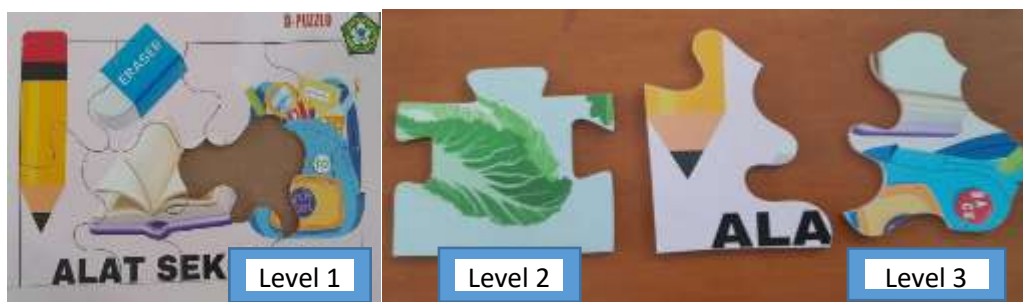 D-PUZZLE
ERASER
ALAT SEK
Level 1
Level 2
ALA
Level 3